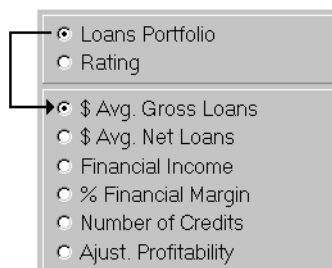 Loans Portfolio
Rating
$ Avg. Gross Loans
$ Avg. Net Loans
Financial Income
% Financial Margin
Number of Credits
Ajust. Profitability